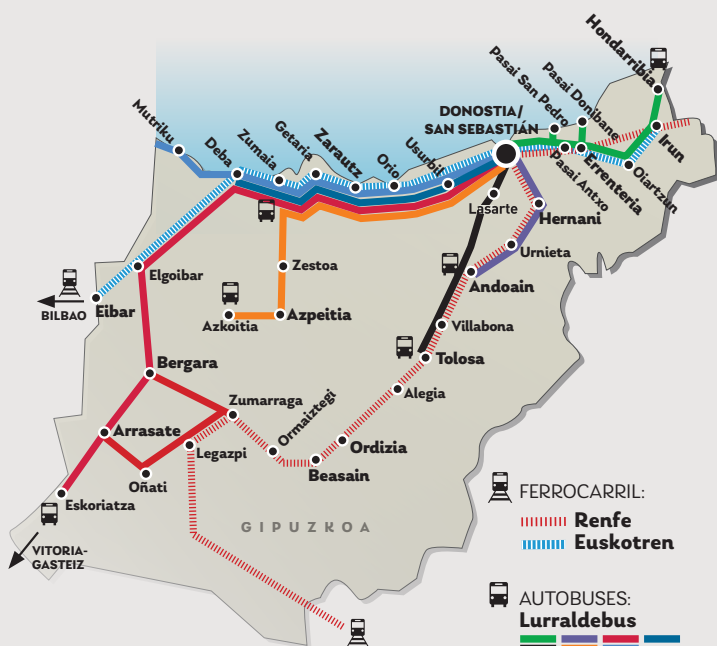 Hondarribia
Pasai San Pedro
Pasai Donibane
DONOSTIA/
SAN SEBASTIÁN
Irun
Mutriku
Deba
Zumaia
Getaria
Zarautz
Orio
Usurbil
Pasai Antxo
Errenteria
Oiartzun
Lasarte
Hernani
Urnieta
Elgoibar
Zestoa
Andoain
BILBAO
Eibar
Azkoitia
Azpeitia
Villabona
Tolosa
Bergara
Alegia
Zumarraga
Ormaiztegi
Arrasate
Legazpi
Ordizia
Beasain
Oñati
Eskoriatza
GIPUZKOA
VITORIA-
GASTEIZ
FERROCARRIL:
Renfe
Euskotren
AUTOBUSES:
Lurraldebus